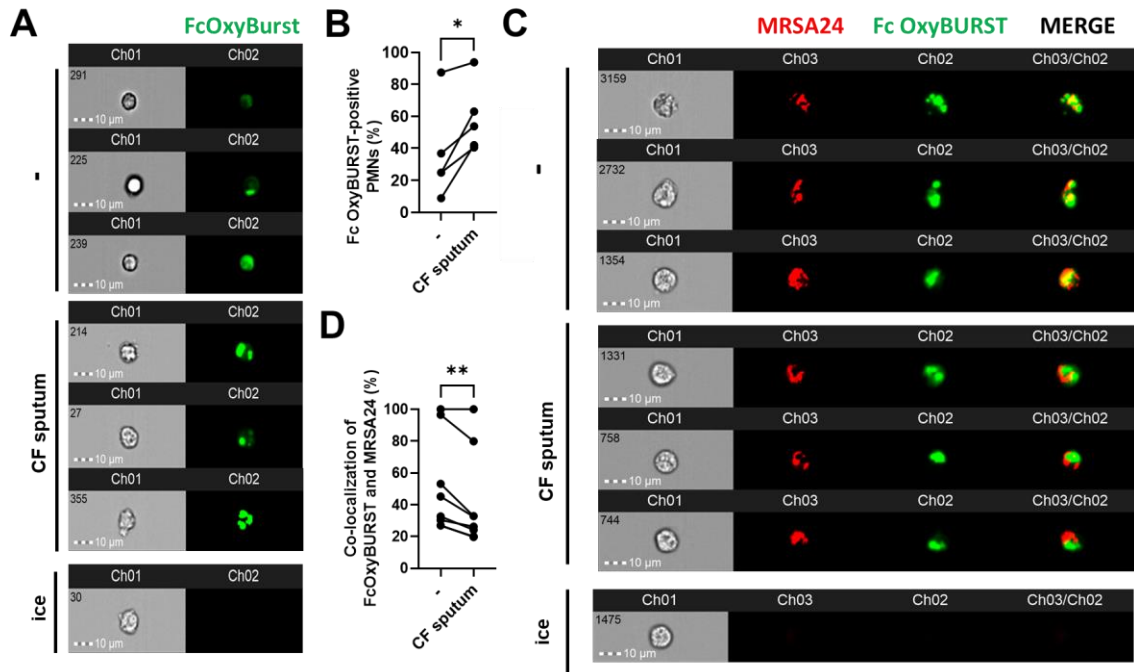 A
FcOxyBurst
Ch01 Ch02
291
10 µm
Ch01 Ch02
225
10 µm
Ch01 Ch02
239
10 µm
-
Ch01 Ch02
214
10 µm
Ch01 Ch02
27
10 µm
Ch01 Ch02
355
10 µm
CF sputum
Ch01 Ch02
30
10 µm
ice
B
*
100
80
60
40
20
0
Fc OxyBURST-positive
PMNs (%)
-
CF sputum
D
**
100
80
60
40
20
0
Co-localization of
FcOxyBURST and MRSA24 (%)
-
CF sputum
C
MRSA24 Fc OxyBURST MERGE
Ch01 Ch03 Ch02 Ch03/Ch02
3159
10 µm
Ch01 Ch03 Ch02 Ch03/Ch02
2732
10 µm
Ch01 Ch03 Ch02 Ch03/Ch02
1354
10 µm
-
Ch01 Ch03 Ch02 Ch03/Ch02
1331
10 µm
Ch01 Ch03 Ch02 Ch03/Ch02
758
10 µm
Ch01 Ch03 Ch02 Ch03/Ch02
744
10 µm
CF sputum
Ch01 Ch03 Ch02 Ch03/Ch02
1475
10 µm
ice